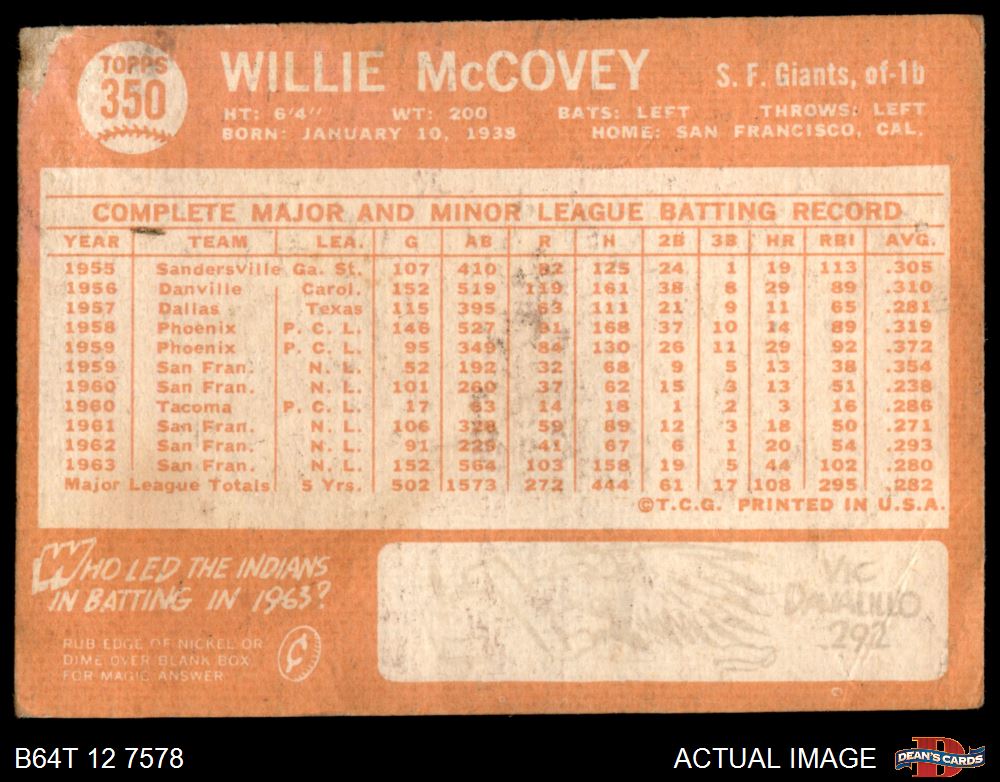 TOPPS
350
WILLIE McCOVEY
S. F. Giants, of-1b
HT: 6'4" WT: 200 BATS: LEFT THROWS: LEFT
BORN: JANUARY 10, 1938 HOME: SAN FRANCISCO, CAL.
COMPLETE MAJOR AND MINOR LEAGUE BATTING RECORD
YEAR TEAM LEA. G AB R H 2B 3B HR RBI AVG.
1955 Sandersville Ga. St. 107 410 82 125 24 1 19 113 .305
1956 Danville Carol. 152 519 119 161 38 8 29 89 .310
1957 Dallas Texas 115 395 63 111 21 9 11 65 .281
1958 Phoenix P. C. L. 146 527 91 168 37 10 14 89 .319
1959 Phoenix P. C. L. 95 349 84 130 26 11 29 92 .372
1959 San Fran. N. L. 52 192 32 68 9 5 13 38 .354
1960 San Fran. N. L. 101 260 37 62 15 3 13 51 .238
1960 Tacoma P. C. L. 17 63 14 18 1 2 3 16 .286
1961 San Fran. N. L. 106 328 59 89 12 3 18 50 .271
1962 San Fran. N. L. 91 229 41 67 6 1 20 54 .293
1963 San Fran. N. L. 152 564 103 158 19 5 44 102 .280
Major League Totals 5 Yrs. 502 1573 272 444 61 17 108 295 .282
©T.C.G. PRINTED IN U.S.A.
WHO LED THE INDIANS
IN BATTING IN 1963?
RUB EDGE OF NICKEL OR
DIME OVER BLANK BOX
FOR MAGIC ANSWER
VIC
DAVALILLO
.292
B64T 12 7578
ACTUAL IMAGE
DEAN'S CARDS